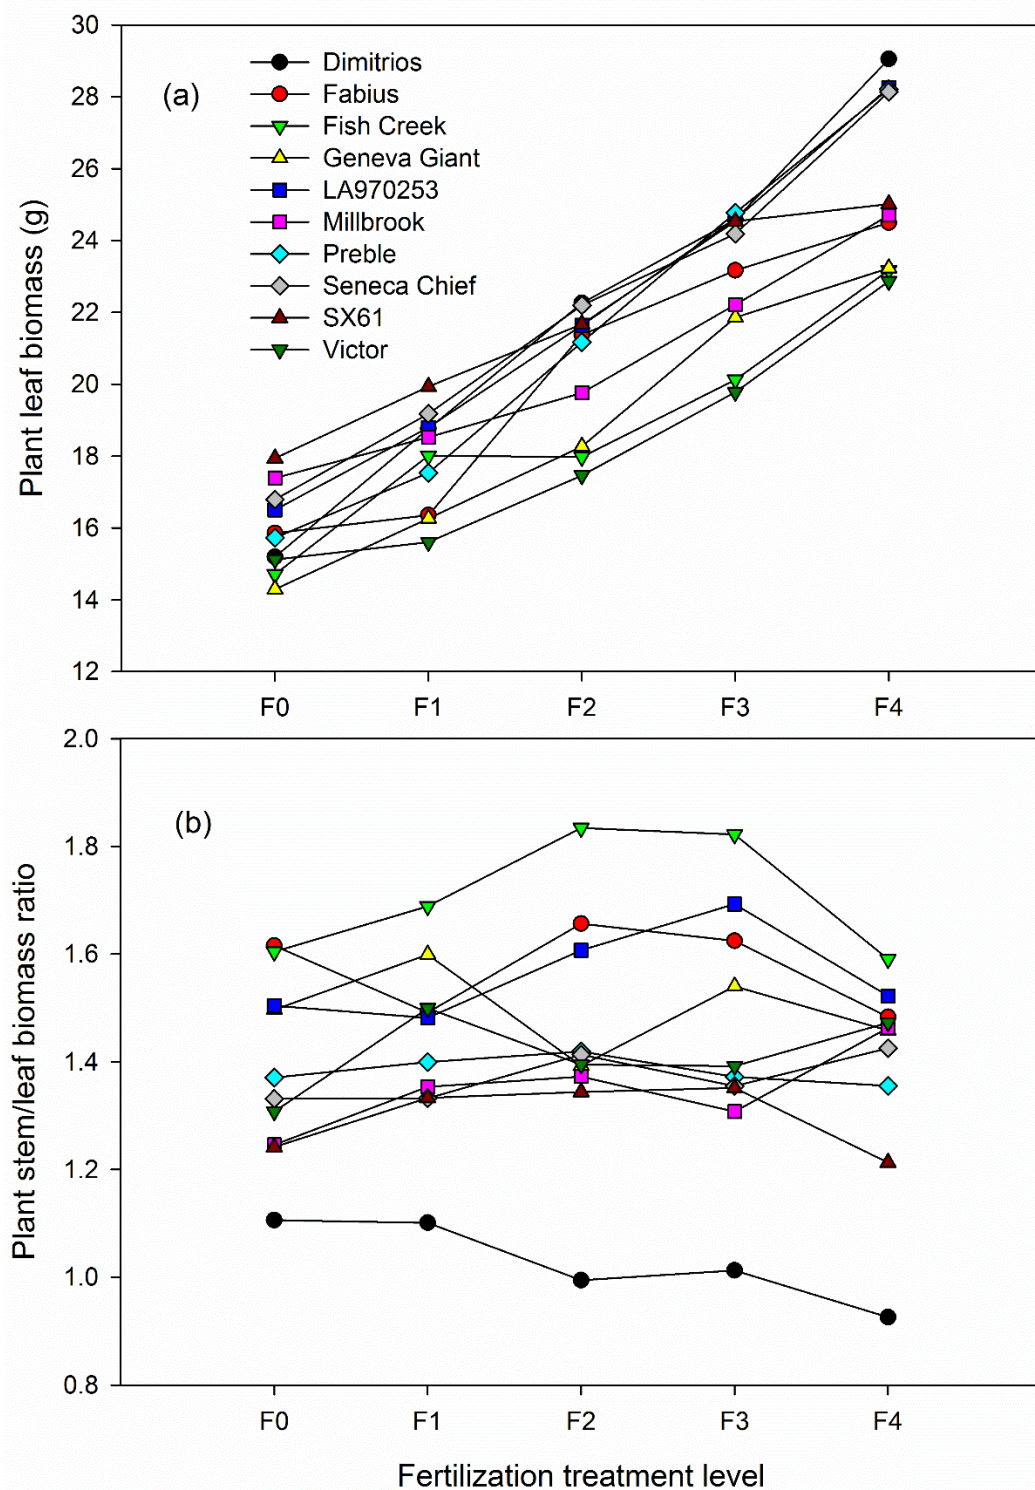 30
28
26
24
22
20
18
16
14
12
Plant leaf biomass (g)
(a)
Dimitrios
Fabius
Fish Creek
Geneva Giant
LA970253
Millbrook
Preble
Seneca Chief
SX61
Victor
F0 F1 F2 F3 F4
2.0
1.8
1.6
1.4
1.2
1.0
0.8
Plant stem/leaf biomass ratio
(b)
F0 F1 F2 F3 F4
Fertilization treatment level